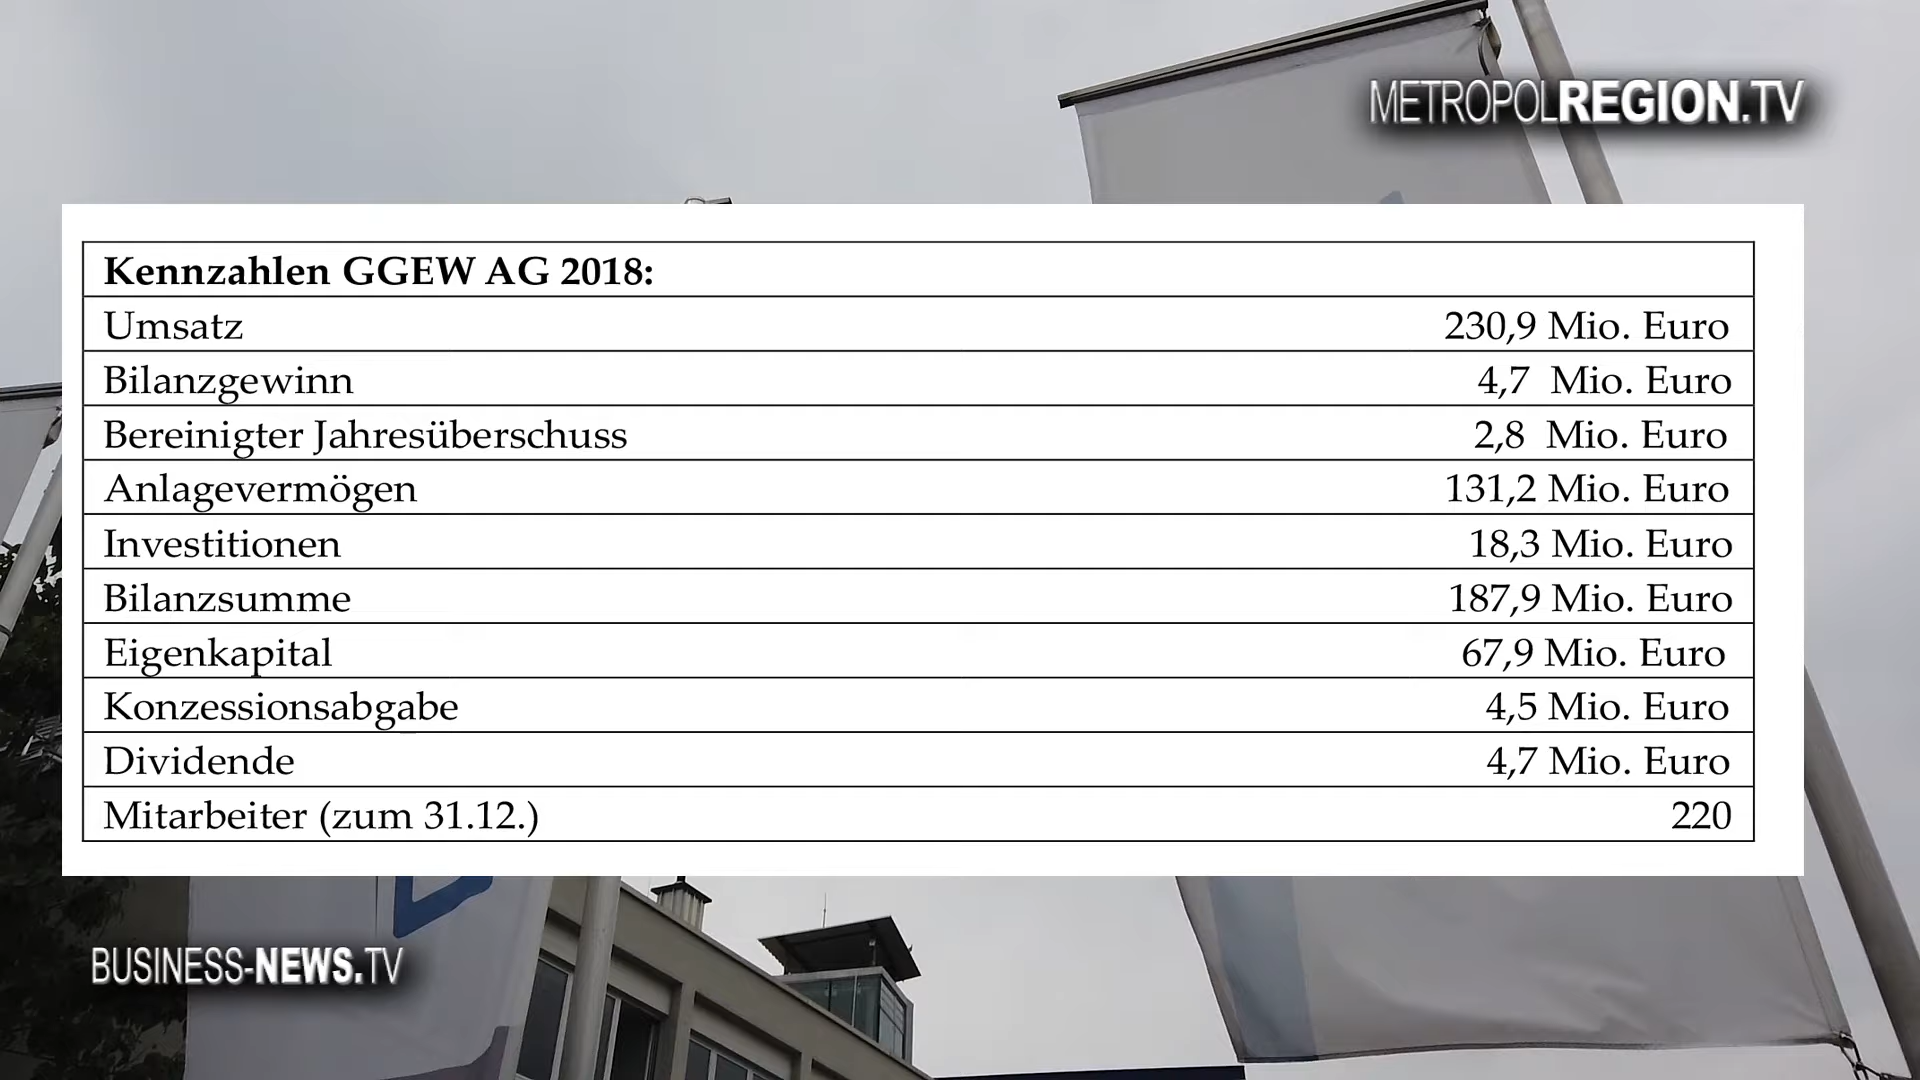 METROPOLREGION.TV
Kennzahlen GGEW AG 2018:
Umsatz 230,9 Mio. Euro
Bilanzgewinn 4,7 Mio. Euro
Bereinigter Jahresüberschuss 2,8 Mio. Euro
Anlagevermögen 131,2 Mio. Euro
Investitionen 18,3 Mio. Euro
Bilanzsumme 187,9 Mio. Euro
Eigenkapital 67,9 Mio. Euro
Konzessionsabgabe 4,5 Mio. Euro
Dividende 4,7 Mio. Euro
Mitarbeiter (zum 31.12.) 220
BUSINESS-NEWS.TV